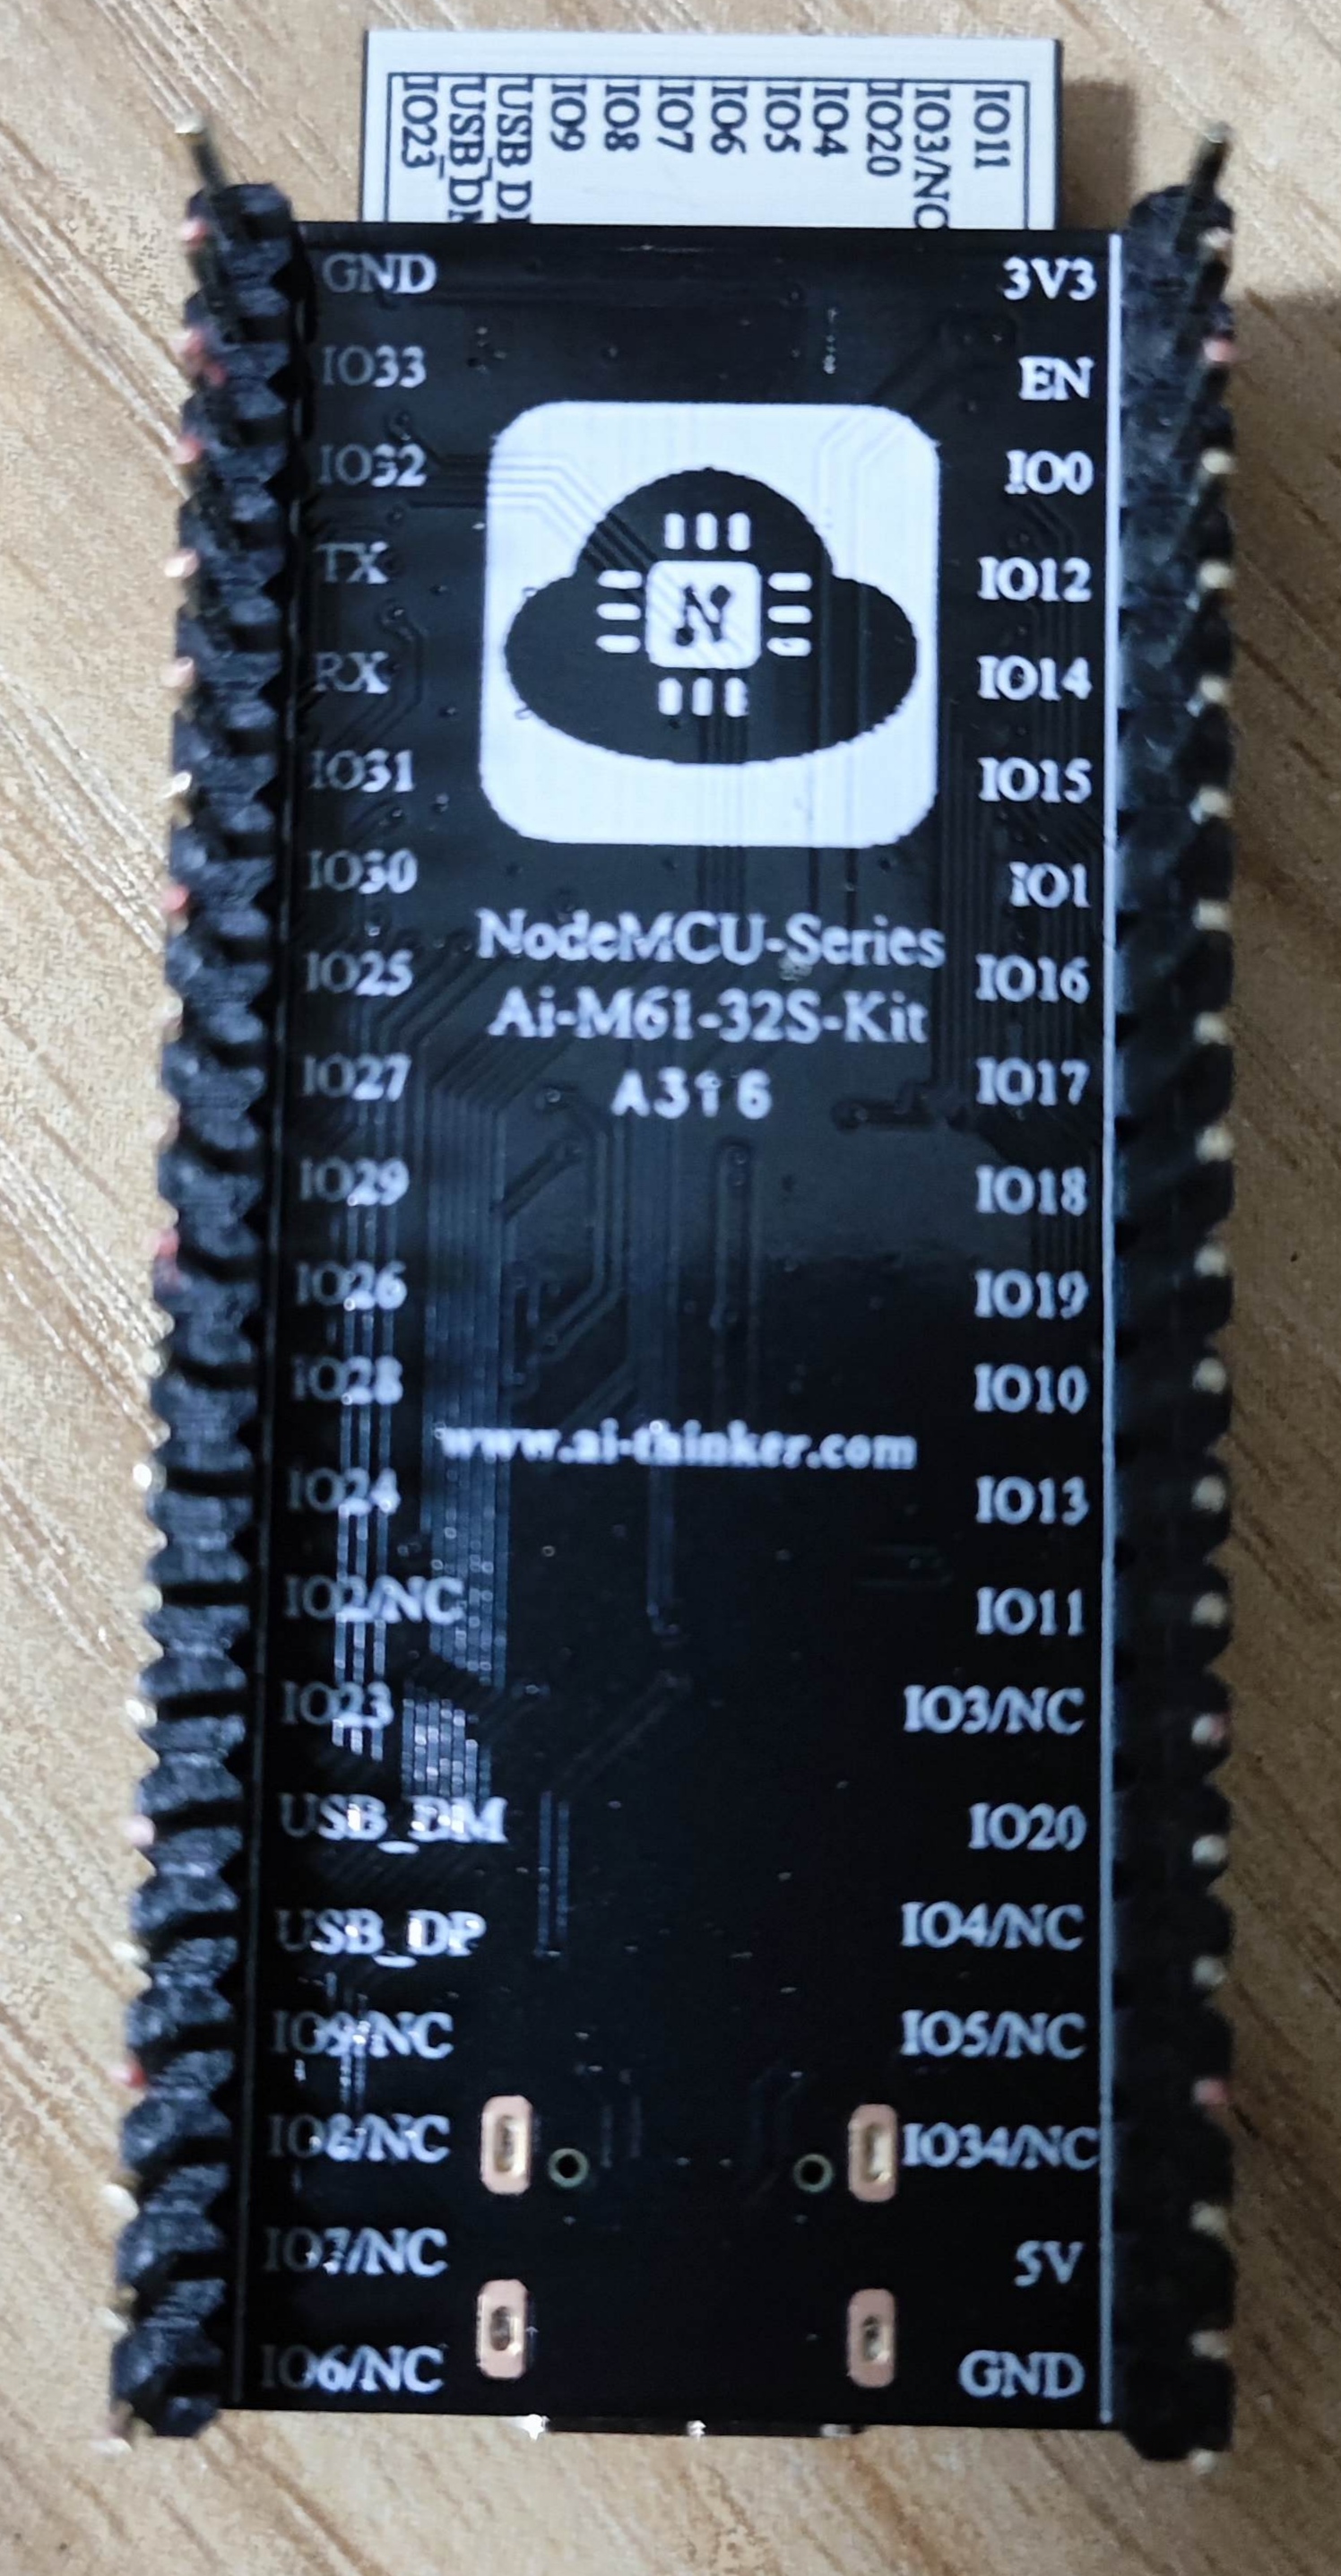 IO23
USB_DM
USB_DP
IO9
IO8
IO7
IO6
IO5
IO4
IO20
IO3/NC
IO11
GND
IO33
IO32
TX
RX
IO31
IO30
IO25
IO27
IO29
IO26
IO28
IO24
IO2/NC
IO23
USB_DM
USB_DP
IO9/NC
IO8/NC
IO7/NC
IO6/NC
N
NodeMCU-Series
Ai-M61-32S-Kit
A316
www.ai-thinker.com
3V3
EN
IO0
IO12
IO14
IO15
IO1
IO16
IO17
IO18
IO19
IO10
IO13
IO11
IO3/NC
IO20
IO4/NC
IO5/NC
IO34/NC
5V
GND